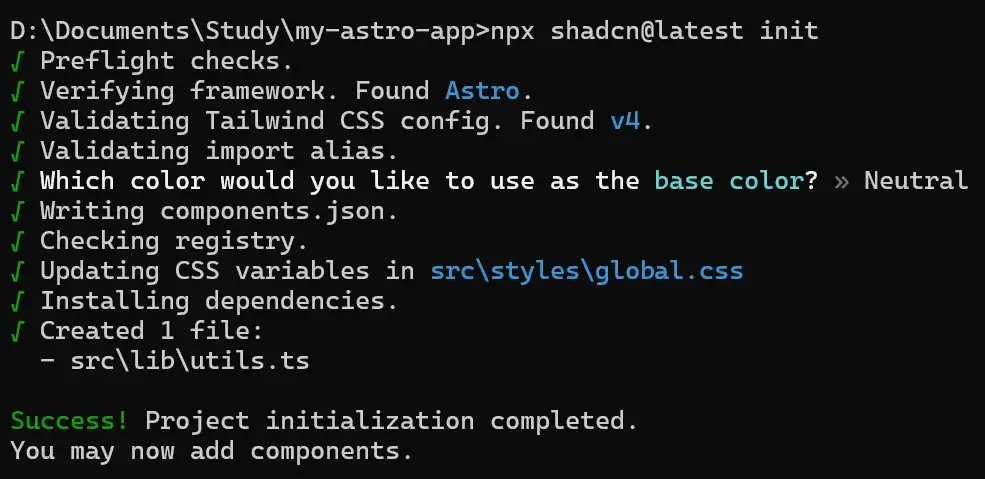 D:\Documents\Study\my-astro-app>npx shadcn@latest init
√ Preflight checks.
√ Verifying framework. Found Astro.
√ Validating Tailwind CSS config. Found v4.
√ Validating import alias.
√ Which color would you like to use as the base color? » Neutral
√ Writing components.json.
√ Checking registry.
√ Updating CSS variables in src\styles\global.css
√ Installing dependencies.
√ Created 1 file:
  - src\lib\utils.ts
Success! Project initialization completed.
You may now add components.